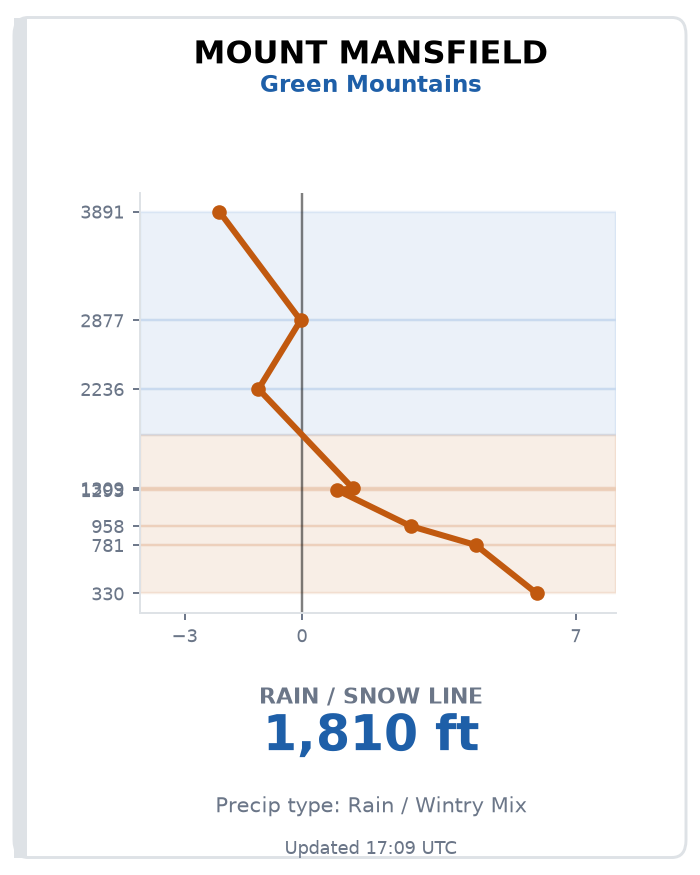 MOUNT MANSFIELD
Green Mountains
3891
2877
2236
958
781
330
−3 0 7
RAIN / SNOW LINE
1,810 ft
Precip type: Rain / Wintry Mix
Updated 17:09 UTC